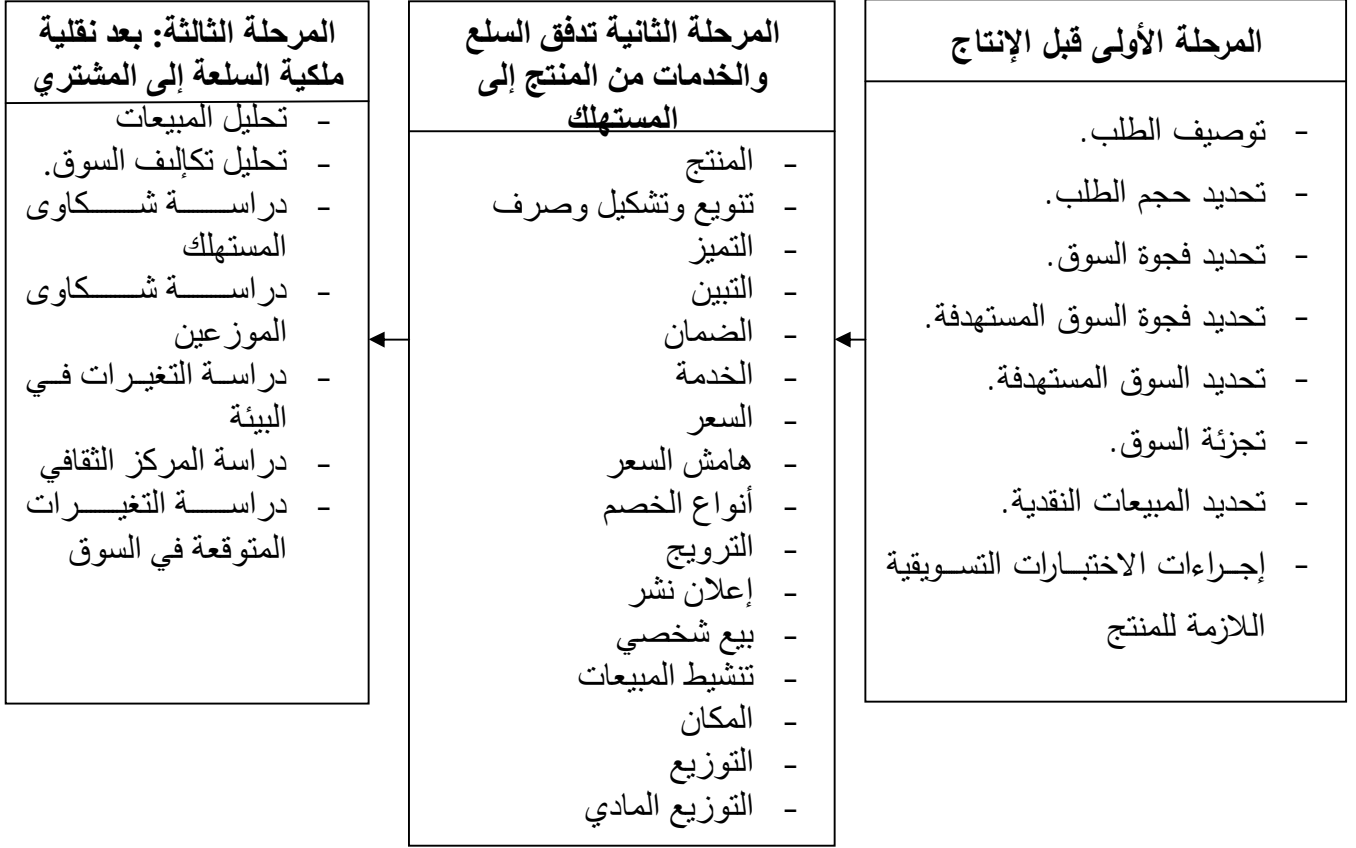 المرحلة الأولى قبل الإنتاج
- توصيف الطلب.
- تحديد حجم الطلب.
- تحديد فجوة السوق.
- تحديد فجوة السوق المستهدفة.
- تحديد السوق المستهدفة.
- تجزئة السوق.
- تحديد المبيعات النقدية.
- إجراءات الاختبارات التسويقية
اللازمة للمنتج
المرحلة الثانية تدفق السلع
والخدمات من المنتج إلى
المستهلك
- المنتج
- تنويع وتشكيل وصرف
- التميز
- التبين
- الضمان
- الخدمة
- السعر
- هامش السعر
- أنواع الخصم
- الترويج
- إعلان نشر
- بيع شخصي
- تنشيط المبيعات
- المكان
- التوزيع
- التوزيع المادي
المرحلة الثالثة: بعد نقلية
ملكية السلعة إلى المشتري
- تحليل المبيعات
- تحليل تكاليف السوق.
- دراسة شكاوى
المستهلك
- دراسة شكاوى
الموزعين
- دراسة التغيرات في
البيئة
- دراسة المركز الثقافي
- دراسة التغيرات
المتوقعة في السوق